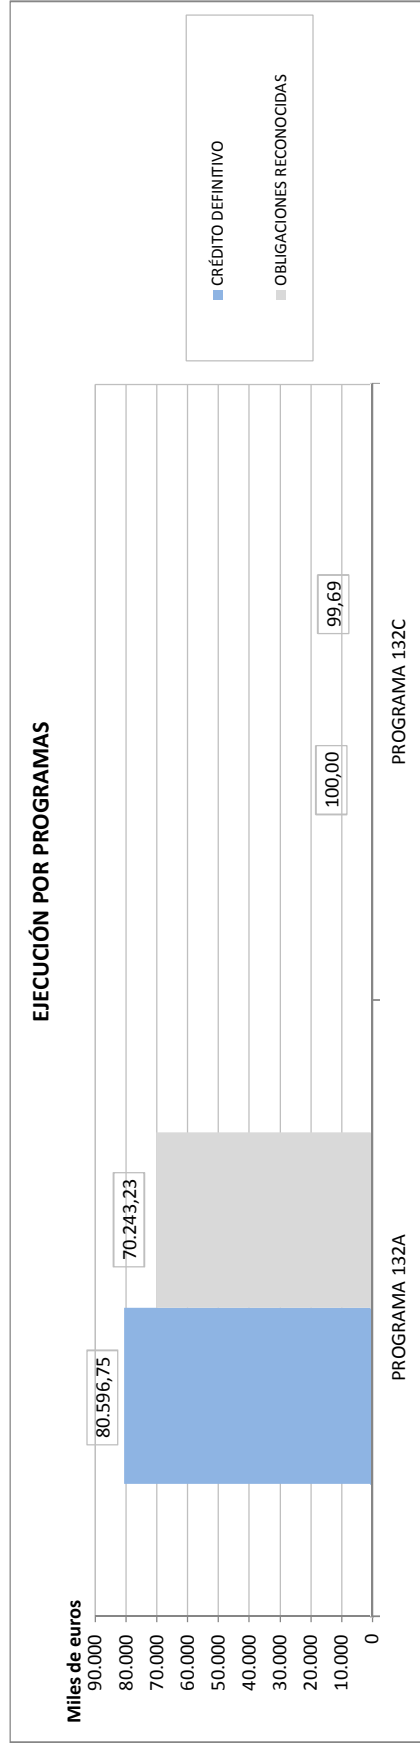 EJECUCIÓN POR PROGRAMAS
Miles de euros
90.000
80.000
70.000
60.000
50.000
40.000
30.000
20.000
10.000
0
80.596,75
70.243,23
100,00
99,69
PROGRAMA 132A
PROGRAMA 132C
CRÉDITO DEFINITIVO
OBLIGACIONES RECONOCIDAS